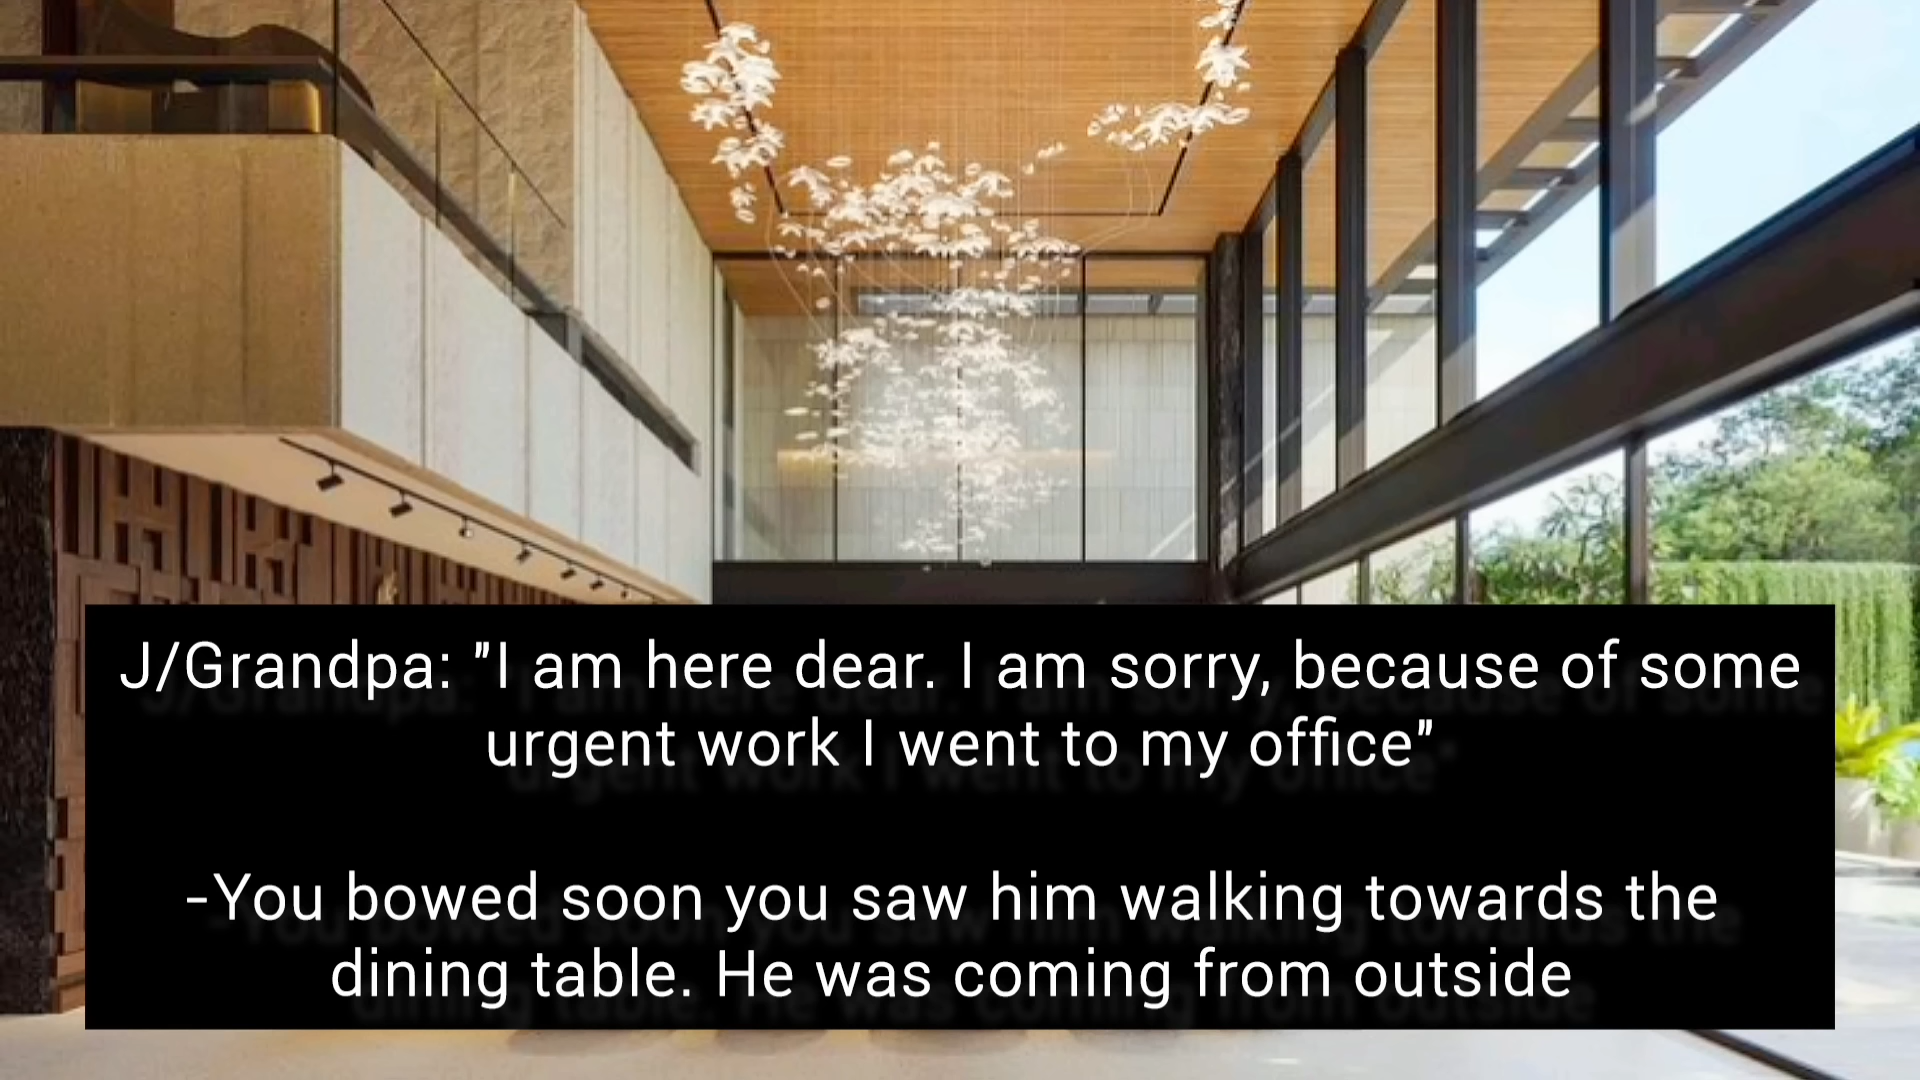 J/Grandpa: "I am here dear. I am sorry, because of some
urgent work I went to my office"
-You bowed soon you saw him walking towards the
dining table. He was coming from outside